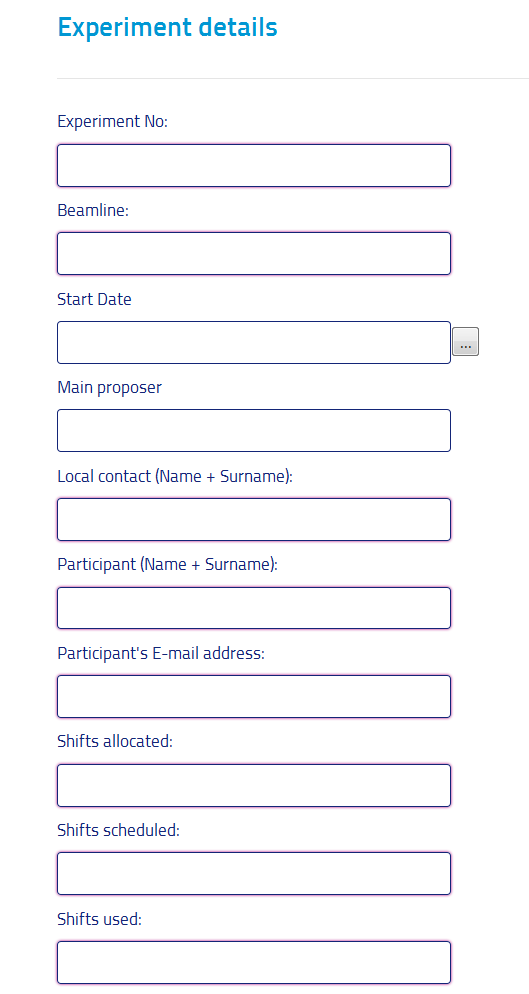 Experiment details
Experiment No:
Beamline:
Start Date
...
Main proposer
Local contact (Name + Surname):
Participant (Name + Surname):
Participant's E-mail address:
Shifts allocated:
Shifts scheduled:
Shifts used: